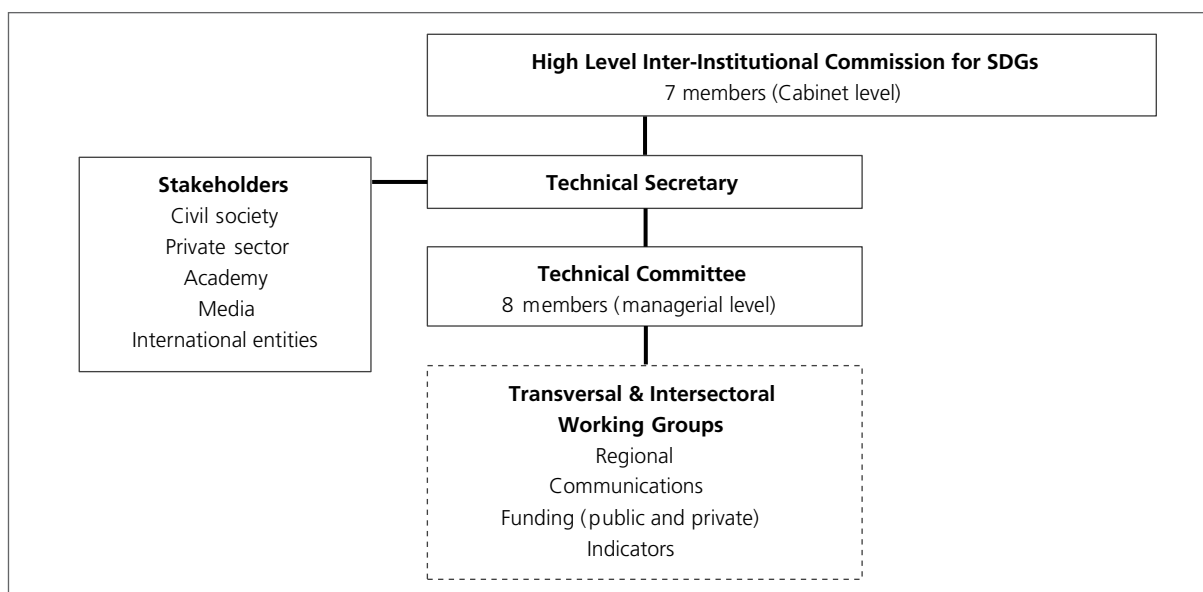 High Level Inter-Institutional Commission for SDGs
7 members (Cabinet level)
Stakeholders
Civil society
Private sector
Academy
Media
International entities
Technical Secretary
Technical Committee
8 members (managerial level)
Transversal & Intersectoral
Working Groups
Regional
Communications
Funding (public and private)
Indicators